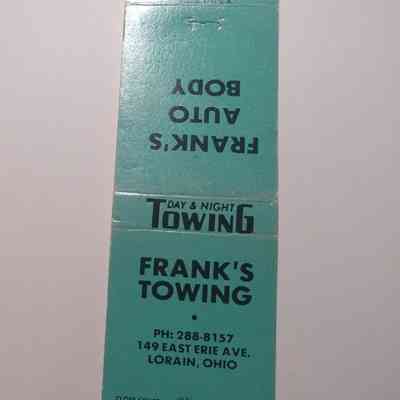 FRANK'S
AUTO
BODY
DAY & NIGHT
TOWING
FRANK'S
TOWING
PH: 288-8157
149 EAST ERIE AVE.
LORAIN, OHIO